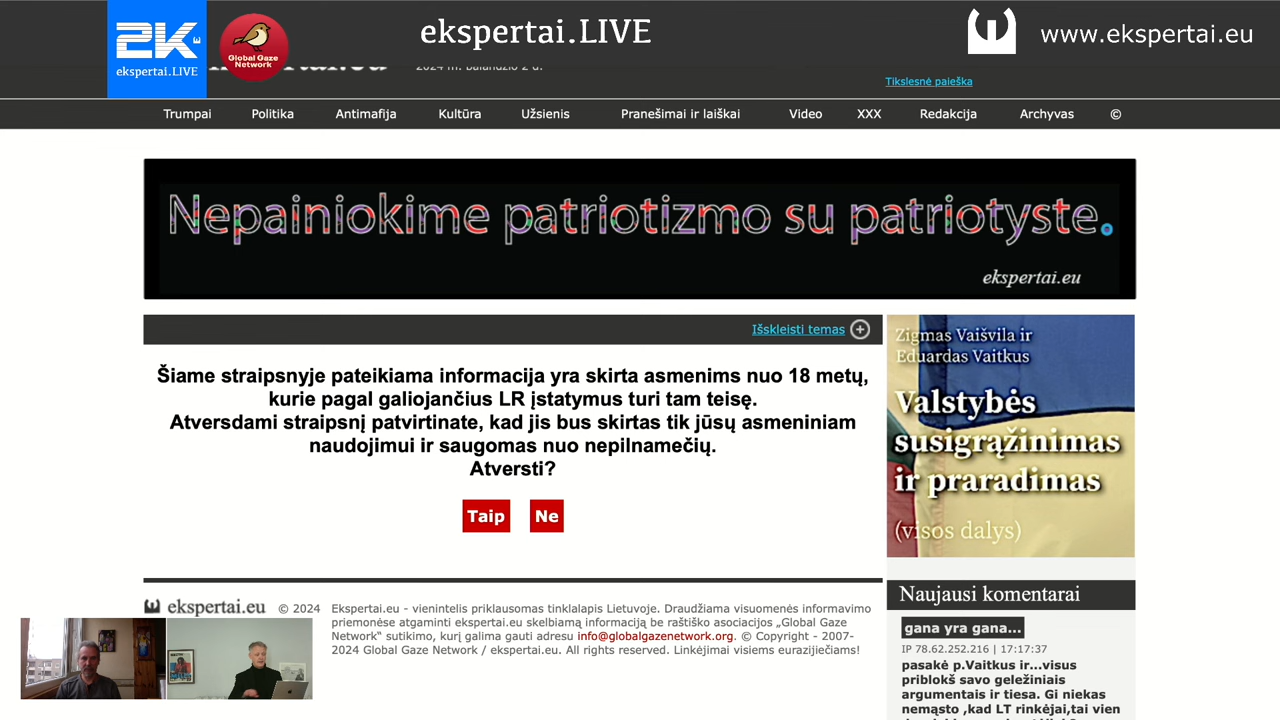 2K
ekspertai.LIVE
Global Gaze
Network
ekspertai.LIVE
www.ekspertai.eu
2024 m. balandžio 2 d.
Tikslesnė paieška
Trumpai Politika Antimafija Kultūra Užsienis Pranešimai ir laiškai Video XXX Redakcija Archyvas ©
Nepainiokime patriotizmo su patriotyste.
ekspertai.eu
Išskleisti temas
Šiame straipsnyje pateikiama informacija yra skirta asmenims nuo 18 metų,
kurie pagal galiojančius LR įstatymus turi tam teisę.
Atversdami straipsnį patvirtinate, kad jis bus skirtas tik jūsų asmeniniam
naudojimui ir saugomas nuo nepilnamečių.
Atversti?
Taip Ne
Zigmas Vaišvila ir
Eduardas Vaitkus
Valstybės
susigrąžinimas
ir praradimas
(visos dalys)
Naujausi komentarai
gana yra gana...
IP 78.62.252.216 | 17:17:37
pasakė p.Vaitkus ir...visus
priblokš savo geležiniais
argumentais ir tiesa. Gi niekas
nemąsto ,kad LT rinkėjai,tai vien
ekspertai.eu © 2024 Ekspertai.eu - vienintelis priklausomas tinklalapis Lietuvoje. Draudžiama visuomenės informavimo
priemonėse atgaminti ekspertai.eu skelbiamą informaciją be raštiško asociacijos „Global Gaze
Network“ sutikimo, kurį galima gauti adresu info@globalgazenetwork.org. © Copyright - 2007-
2024 Global Gaze Network / ekspertai.eu. All rights reserved. Linkėjimai visiems eurazijiečiams!